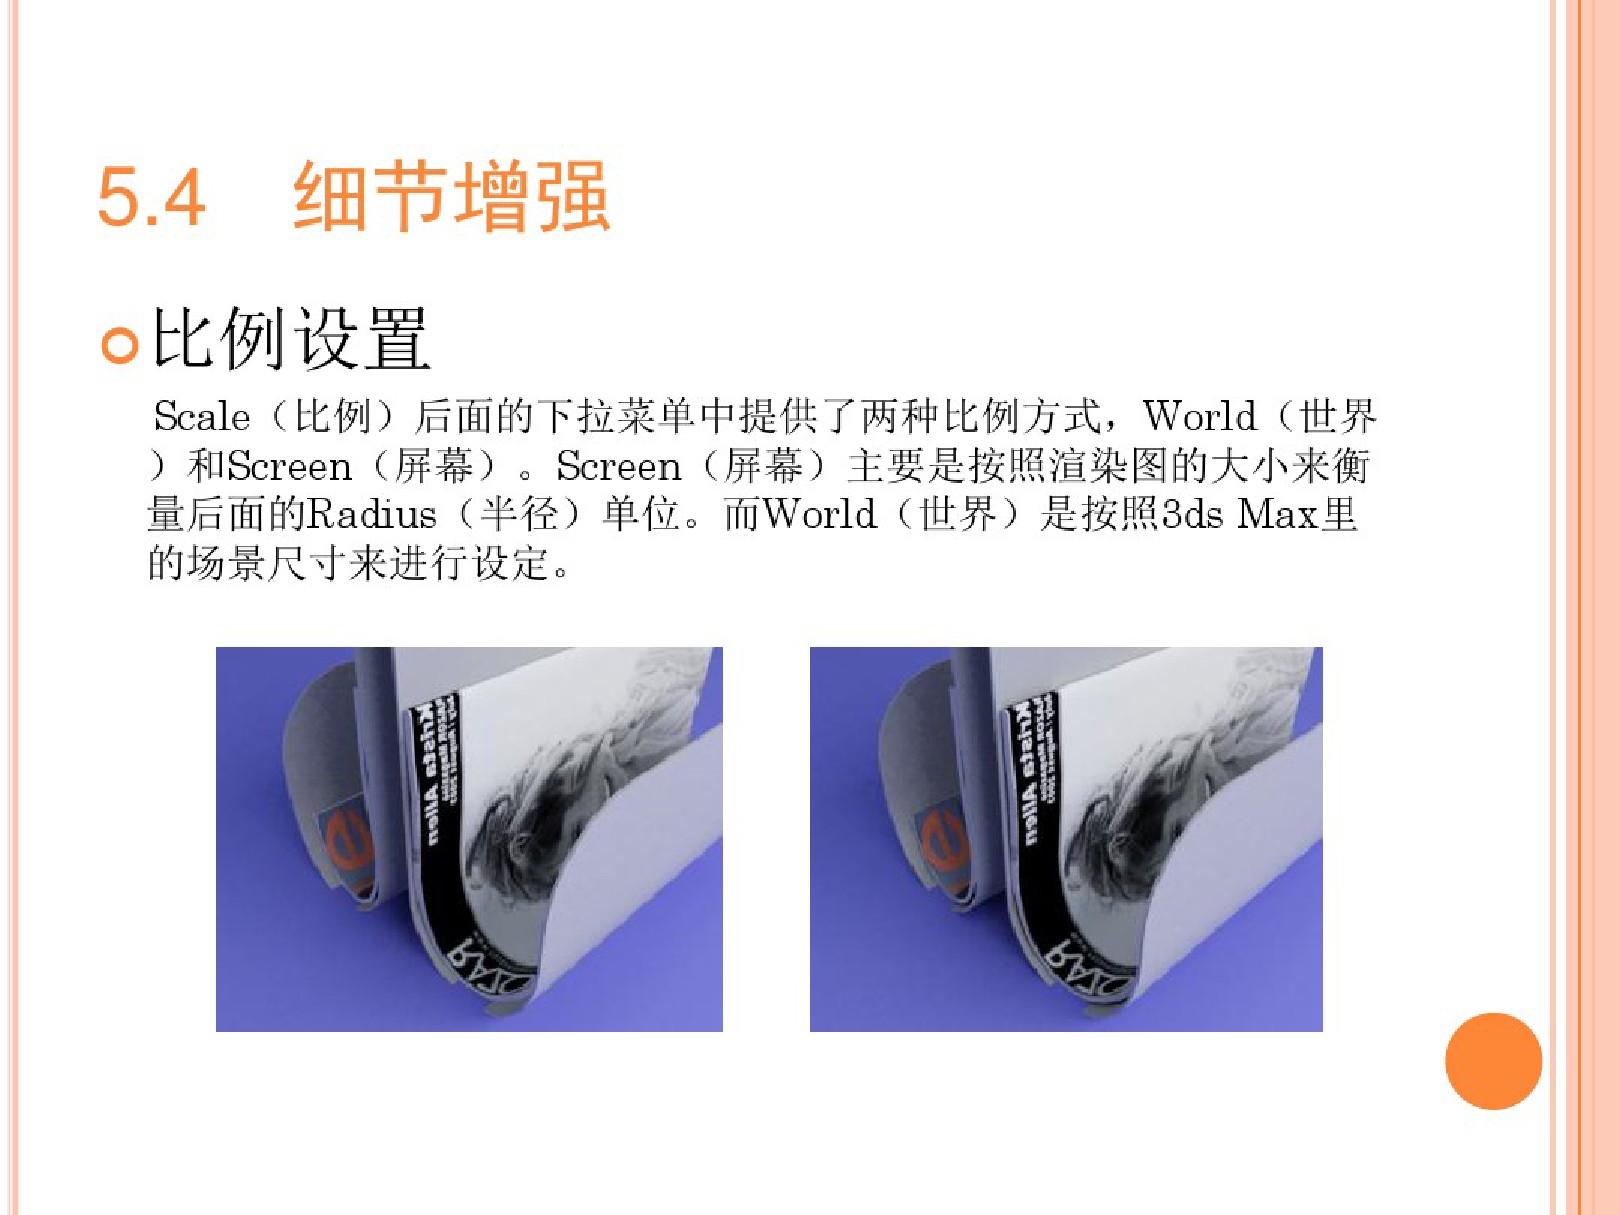 5.4 细节增强
比例设置
Scale（比例）后面的下拉菜单中提供了两种比例方式，World（世界
）和Screen（屏幕）。Screen（屏幕）主要是按照渲染图的大小来衡
量后面的Radius（半径）单位。而World（世界）是按照3ds Max里
的场景尺寸来进行设定。
Krista Allen
Krista Allen